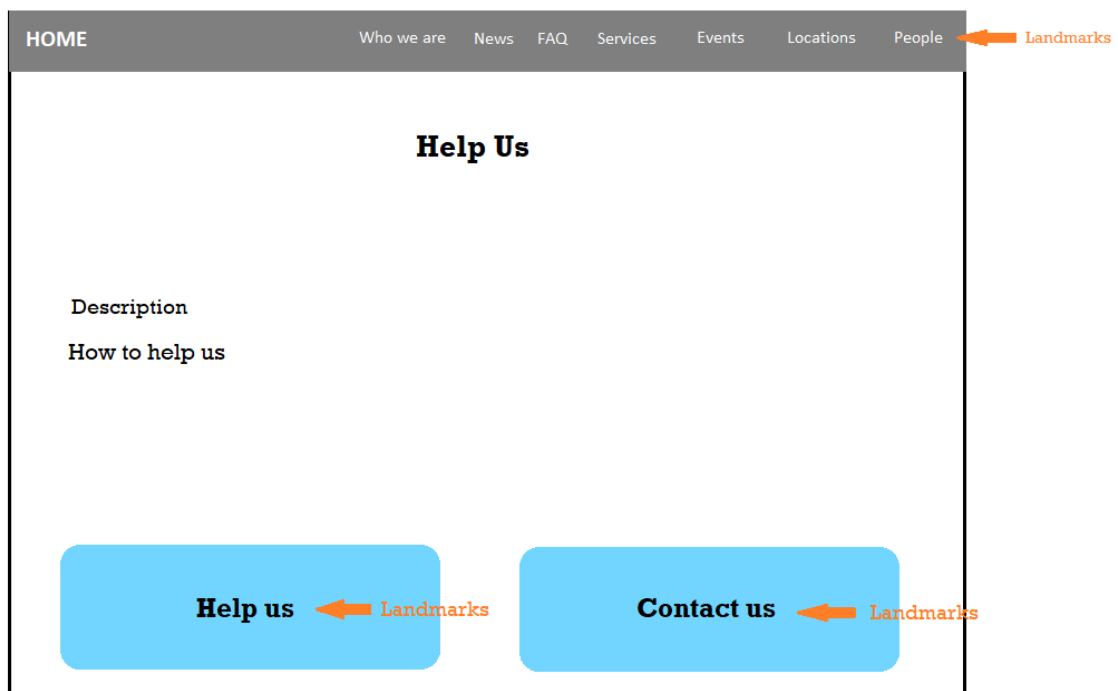 HOME Who we are News FAQ Services Events Locations People Landmarks
Help Us
Description
How to help us
Help us Landmarks Contact us Landmarks